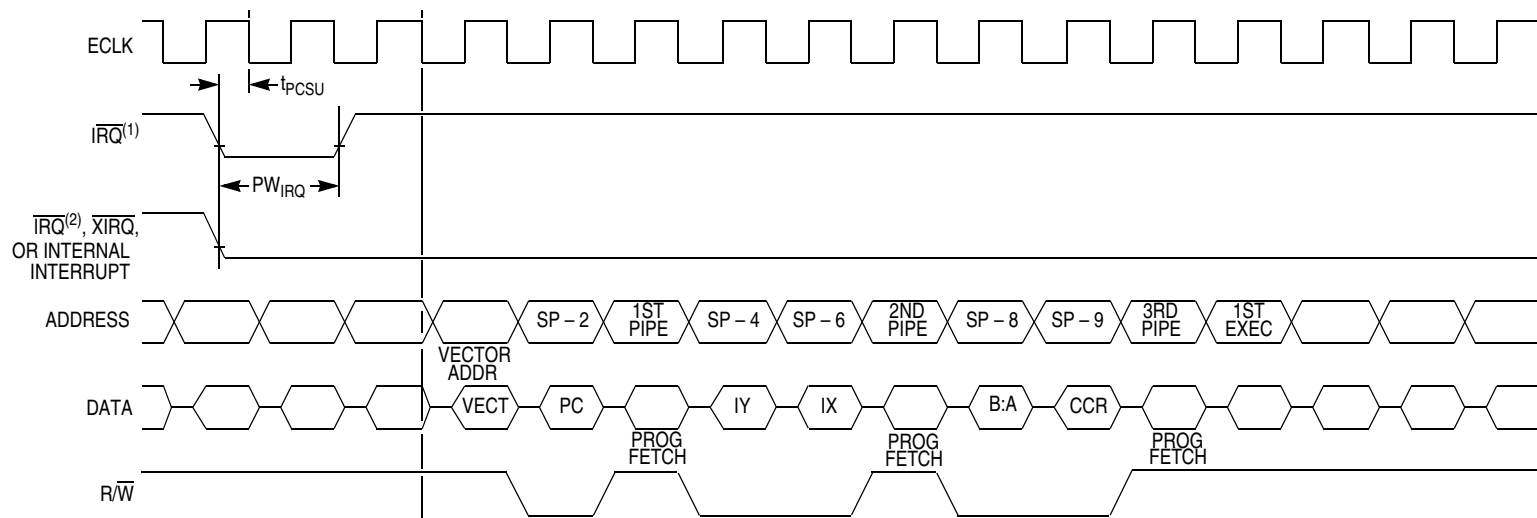 ECLK
tPCSU
IRQ(1)
PWIRQ
IRQ(2), XIRQ,
OR INTERNAL
INTERRUPT
ADDRESS
SP – 2
1ST
PIPE
SP – 4
SP – 6
2ND
PIPE
SP – 8
SP – 9
3RD
PIPE
1ST
EXEC
VECTOR
ADDR
DATA
VECT
PC
IY
IX
B:A
CCR
PROG
FETCH
PROG
FETCH
PROG
FETCH
R/W